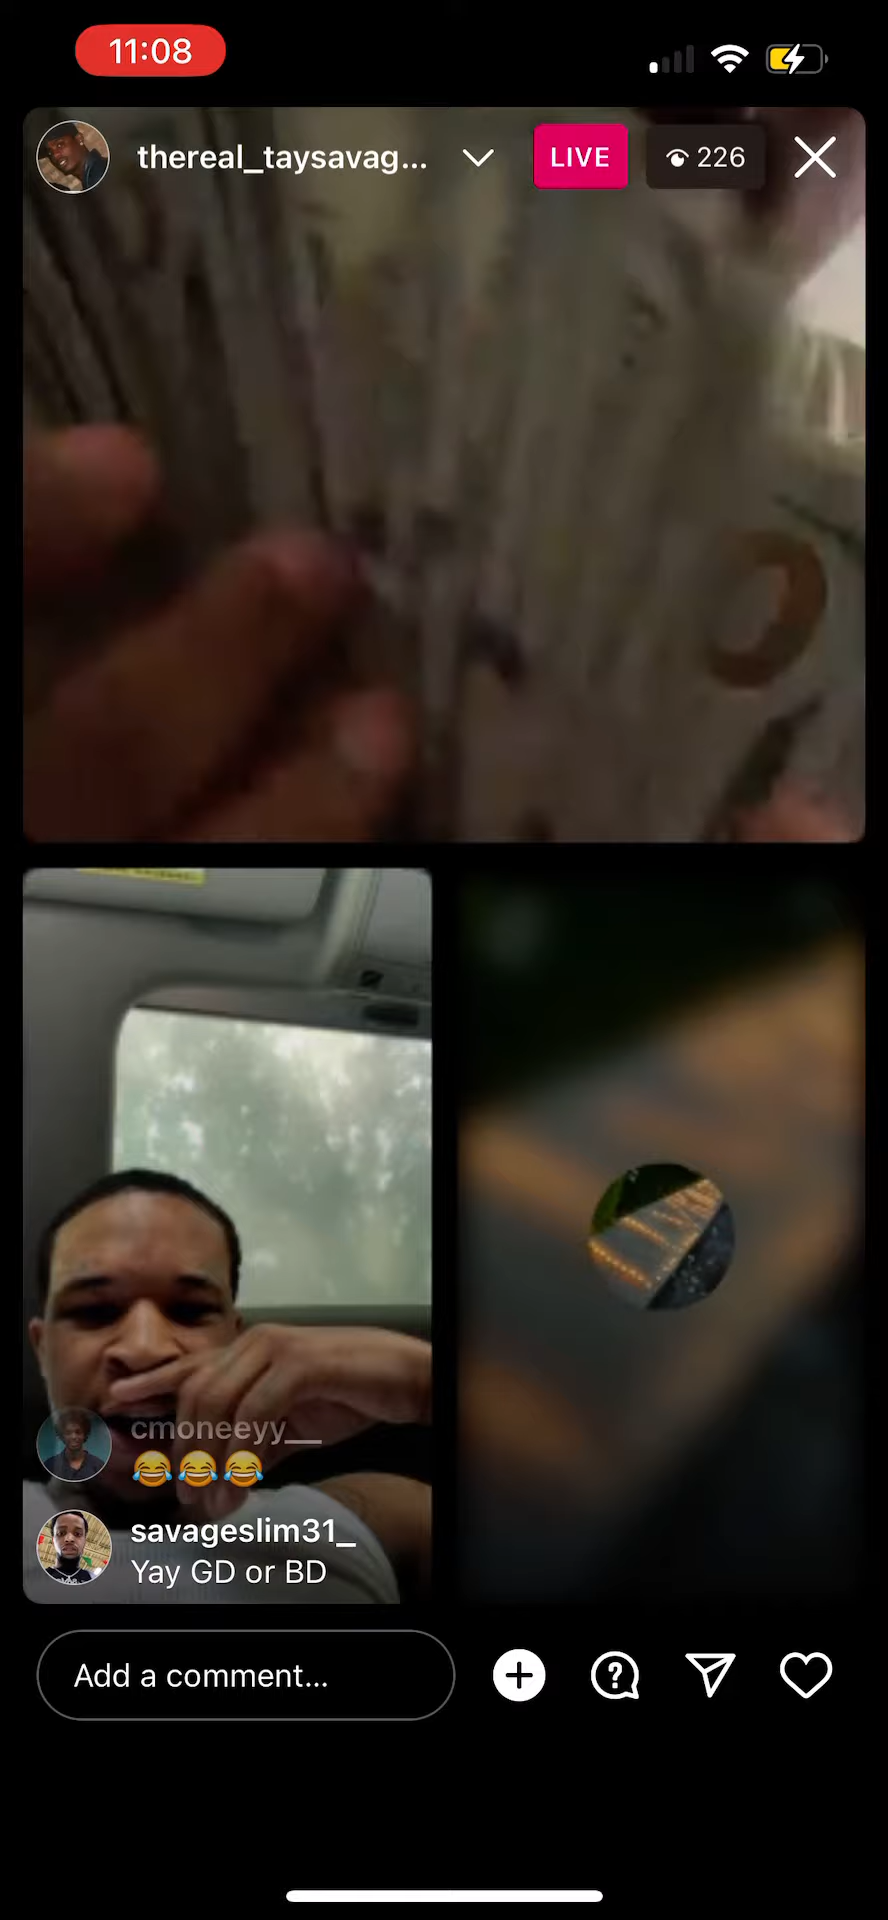 11:08
thereal_taysavag...
LIVE
226
cmoneeyy__
😂😂😂
savageslim31_
Yay GD or BD
Add a comment...